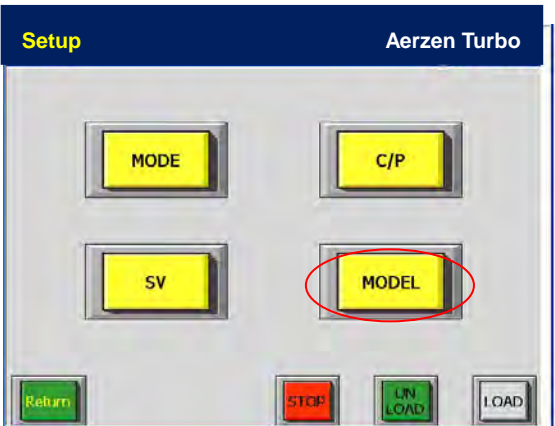 Setup Aerzen Turbo
MODE C/P
SV MODEL
Return STOP UN LOAD LOAD